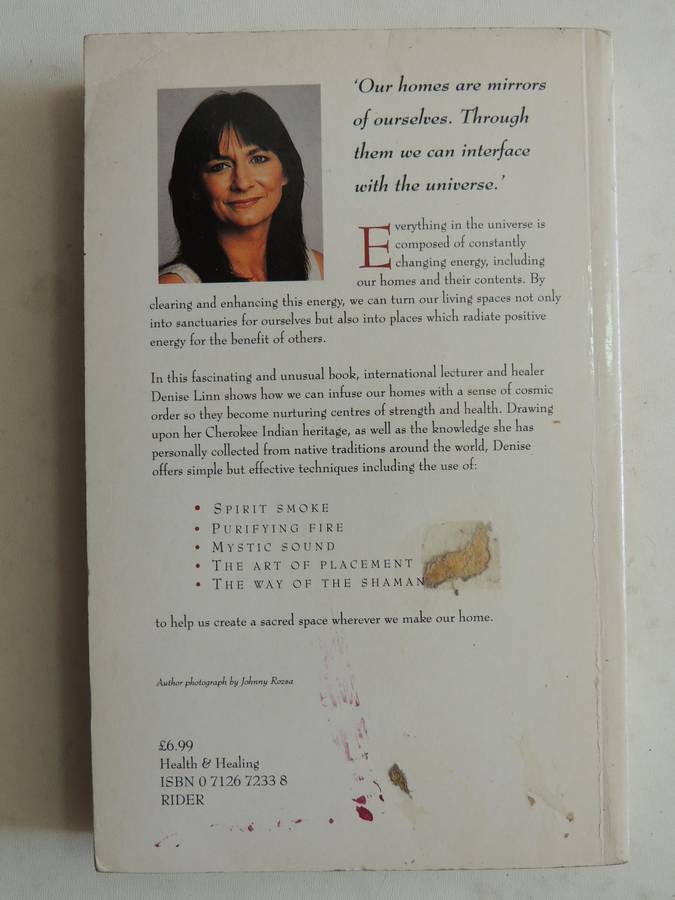 ‘Our homes are mirrors
of ourselves. Through
them we can interface
with the universe.’
Everything in the universe is
composed of constantly
changing energy, including
our homes and their contents. By
clearing and enhancing this energy, we can turn our living spaces not only
into sanctuaries for ourselves but also into places which radiate positive
energy for the benefit of others.
In this fascinating and unusual book, international lecturer and healer
Denise Linn shows how we can infuse our homes with a sense of cosmic
order so they become nurturing centres of strength and health. Drawing
upon her Cherokee Indian heritage, as well as the knowledge she has
personally collected from native traditions around the world, Denise
offers simple but effective techniques including the use of:
• SPIRIT SMOKE
• PURIFYING FIRE
• MYSTIC SOUND
• THE ART OF PLACEMENT
• THE WAY OF THE SHAMAN
to help us create a sacred space wherever we make our home.
Author photograph by Johnny Rozsa
£6.99
Health & Healing
ISBN 0 7126 7233 8
RIDER